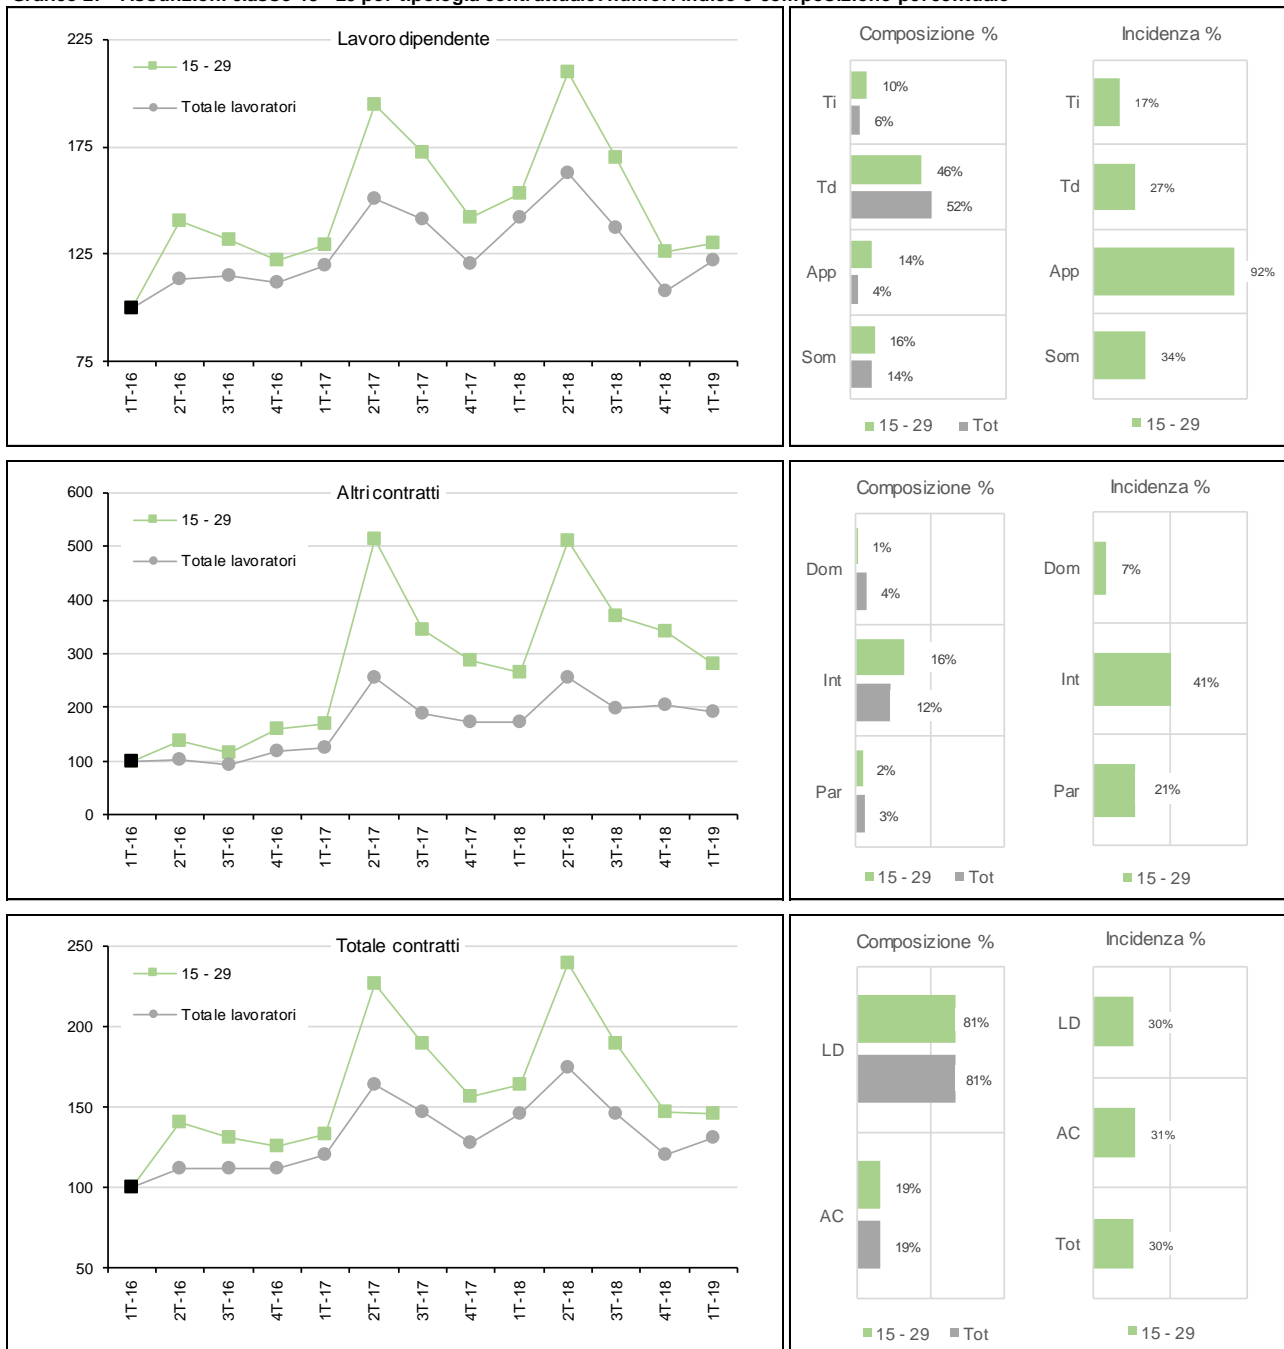 Lavoro dipendente
225
175
125
75
15 - 29
Totale lavoratori
1T-16
2T-16
3T-16
4T-16
1T-17
2T-17
3T-17
4T-17
1T-18
2T-18
3T-18
4T-18
1T-19
Composizione %
Ti
10%
6%
Td
46%
52%
App
14%
4%
Som
16%
14%
15 - 29 Tot
Incidenza %
Ti
17%
Td
27%
App
92%
Som
34%
15 - 29
Altri contratti
600
500
400
300
200
100
0
15 - 29
Totale lavoratori
1T-16
2T-16
3T-16
4T-16
1T-17
2T-17
3T-17
4T-17
1T-18
2T-18
3T-18
4T-18
1T-19
Composizione %
Dom
1%
4%
Int
16%
12%
Par
2%
3%
15 - 29 Tot
Incidenza %
Dom
7%
Int
41%
Par
21%
15 - 29
Totale contratti
250
200
150
100
50
15 - 29
Totale lavoratori
1T-16
2T-16
3T-16
4T-16
1T-17
2T-17
3T-17
4T-17
1T-18
2T-18
3T-18
4T-18
1T-19
Composizione %
LD
81%
81%
AC
19%
19%
15 - 29 Tot
Incidenza %
LD
30%
AC
31%
Tot
30%
15 - 29